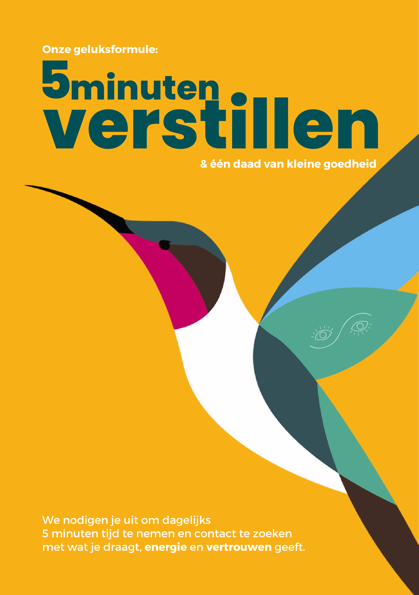 Onze geluksformule:
5minuten
verstillen
& één daad van kleine goedheid
We nodigen je uit om dagelijks
5 minuten tijd te nemen en contact te zoeken
met wat je draagt, energie en vertrouwen geeft.